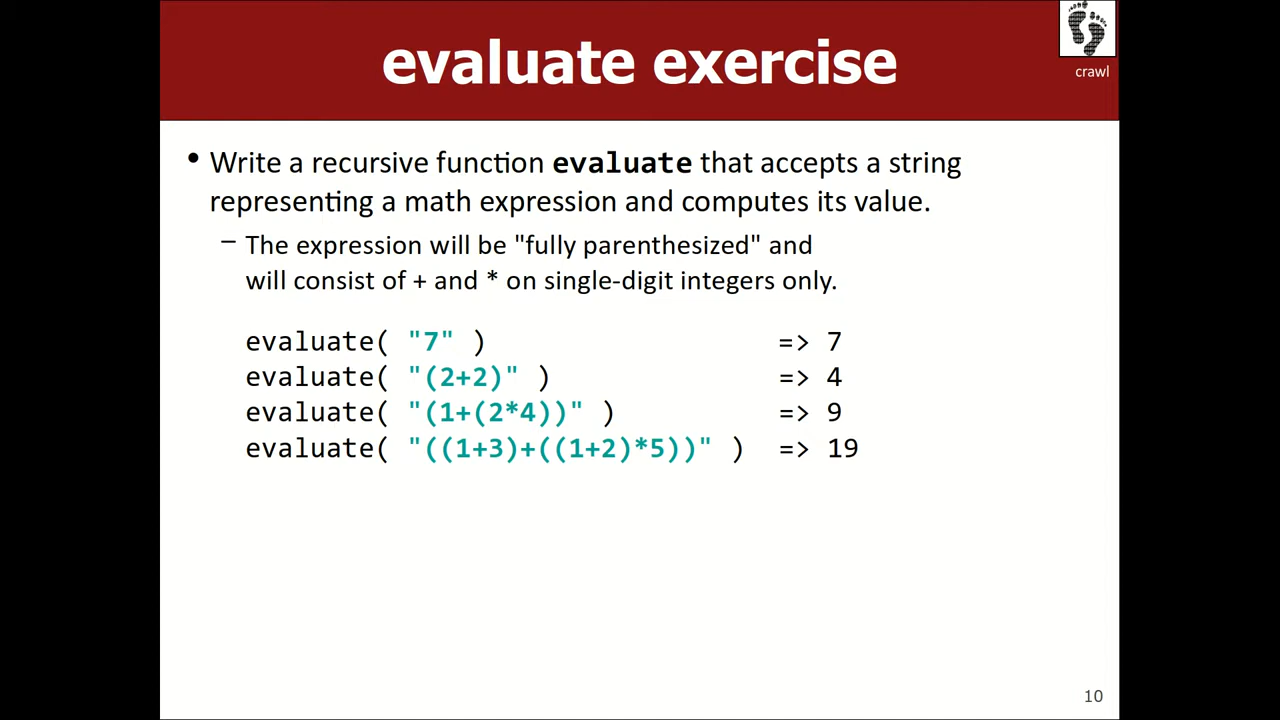 evaluate exercise
crawl
• Write a recursive function evaluate that accepts a string
representing a math expression and computes its value.
– The expression will be "fully parenthesized" and
will consist of + and * on single-digit integers only.
evaluate( "7" ) => 7
evaluate( "(2+2)" ) => 4
evaluate( "(1+(2*4))" ) => 9
evaluate( "((1+3)+((1+2)*5))" ) => 19
10